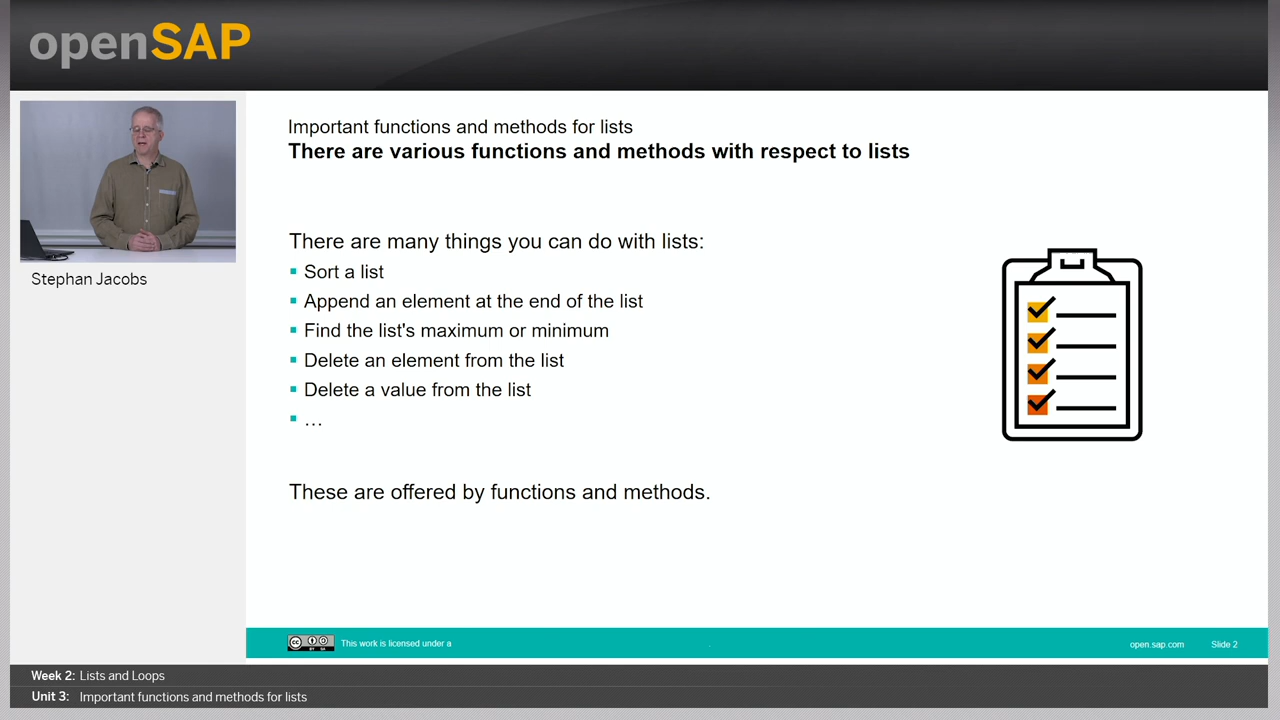 openSAP
Stephan Jacobs
Important functions and methods for lists
There are various functions and methods with respect to lists
There are many things you can do with lists:
▪ Sort a list
▪ Append an element at the end of the list
▪ Find the list's maximum or minimum
▪ Delete an element from the list
▪ Delete a value from the list
▪ …
These are offered by functions and methods.
cc BY SA This work is licensed under a
open.sap.com Slide 2
Week 2: Lists and Loops
Unit 3: Important functions and methods for lists